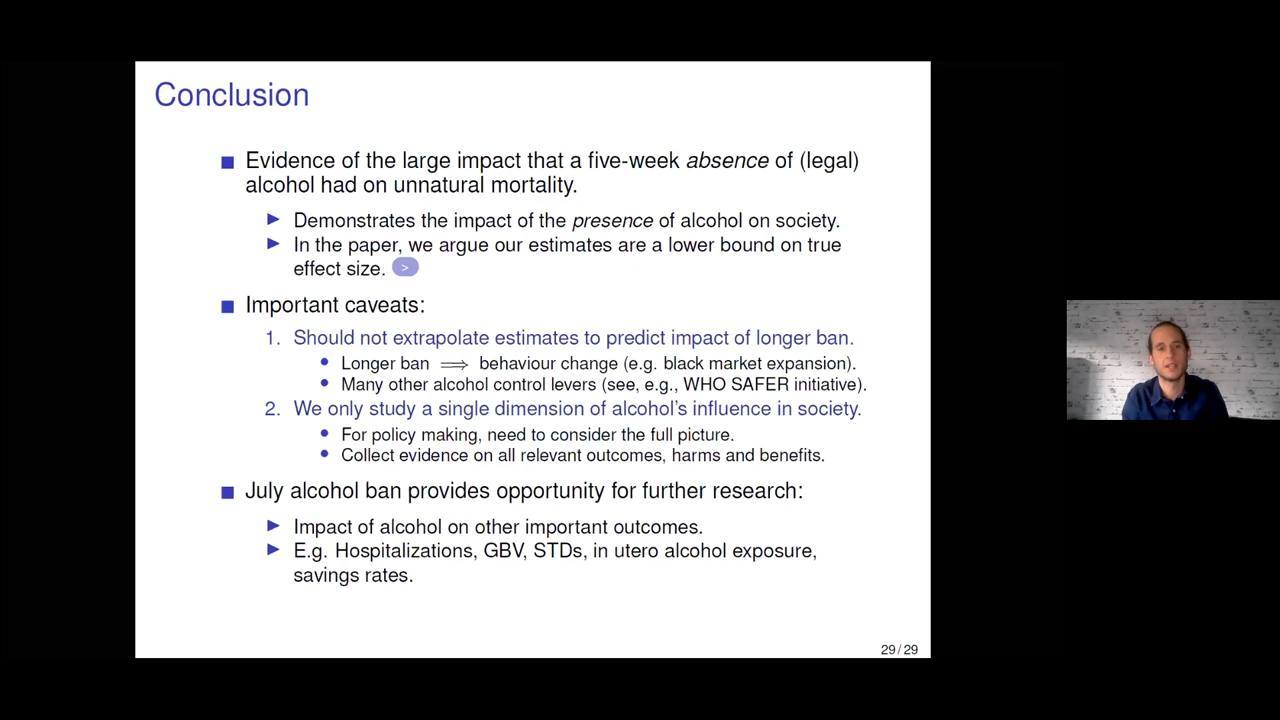 Conclusion
Evidence of the large impact that a five-week absence of (legal)
alcohol had on unnatural mortality.
Demonstrates the impact of the presence of alcohol on society.
In the paper, we argue our estimates are a lower bound on true
effect size. >
Important caveats:
1. Should not extrapolate estimates to predict impact of longer ban.
Longer ban ⟹ behaviour change (e.g. black market expansion).
Many other alcohol control levers (see, e.g., WHO SAFER initiative).
2. We only study a single dimension of alcohol's influence in society.
For policy making, need to consider the full picture.
Collect evidence on all relevant outcomes, harms and benefits.
July alcohol ban provides opportunity for further research:
Impact of alcohol on other important outcomes.
E.g. Hospitalizations, GBV, STDs, in utero alcohol exposure,
savings rates.
29/29